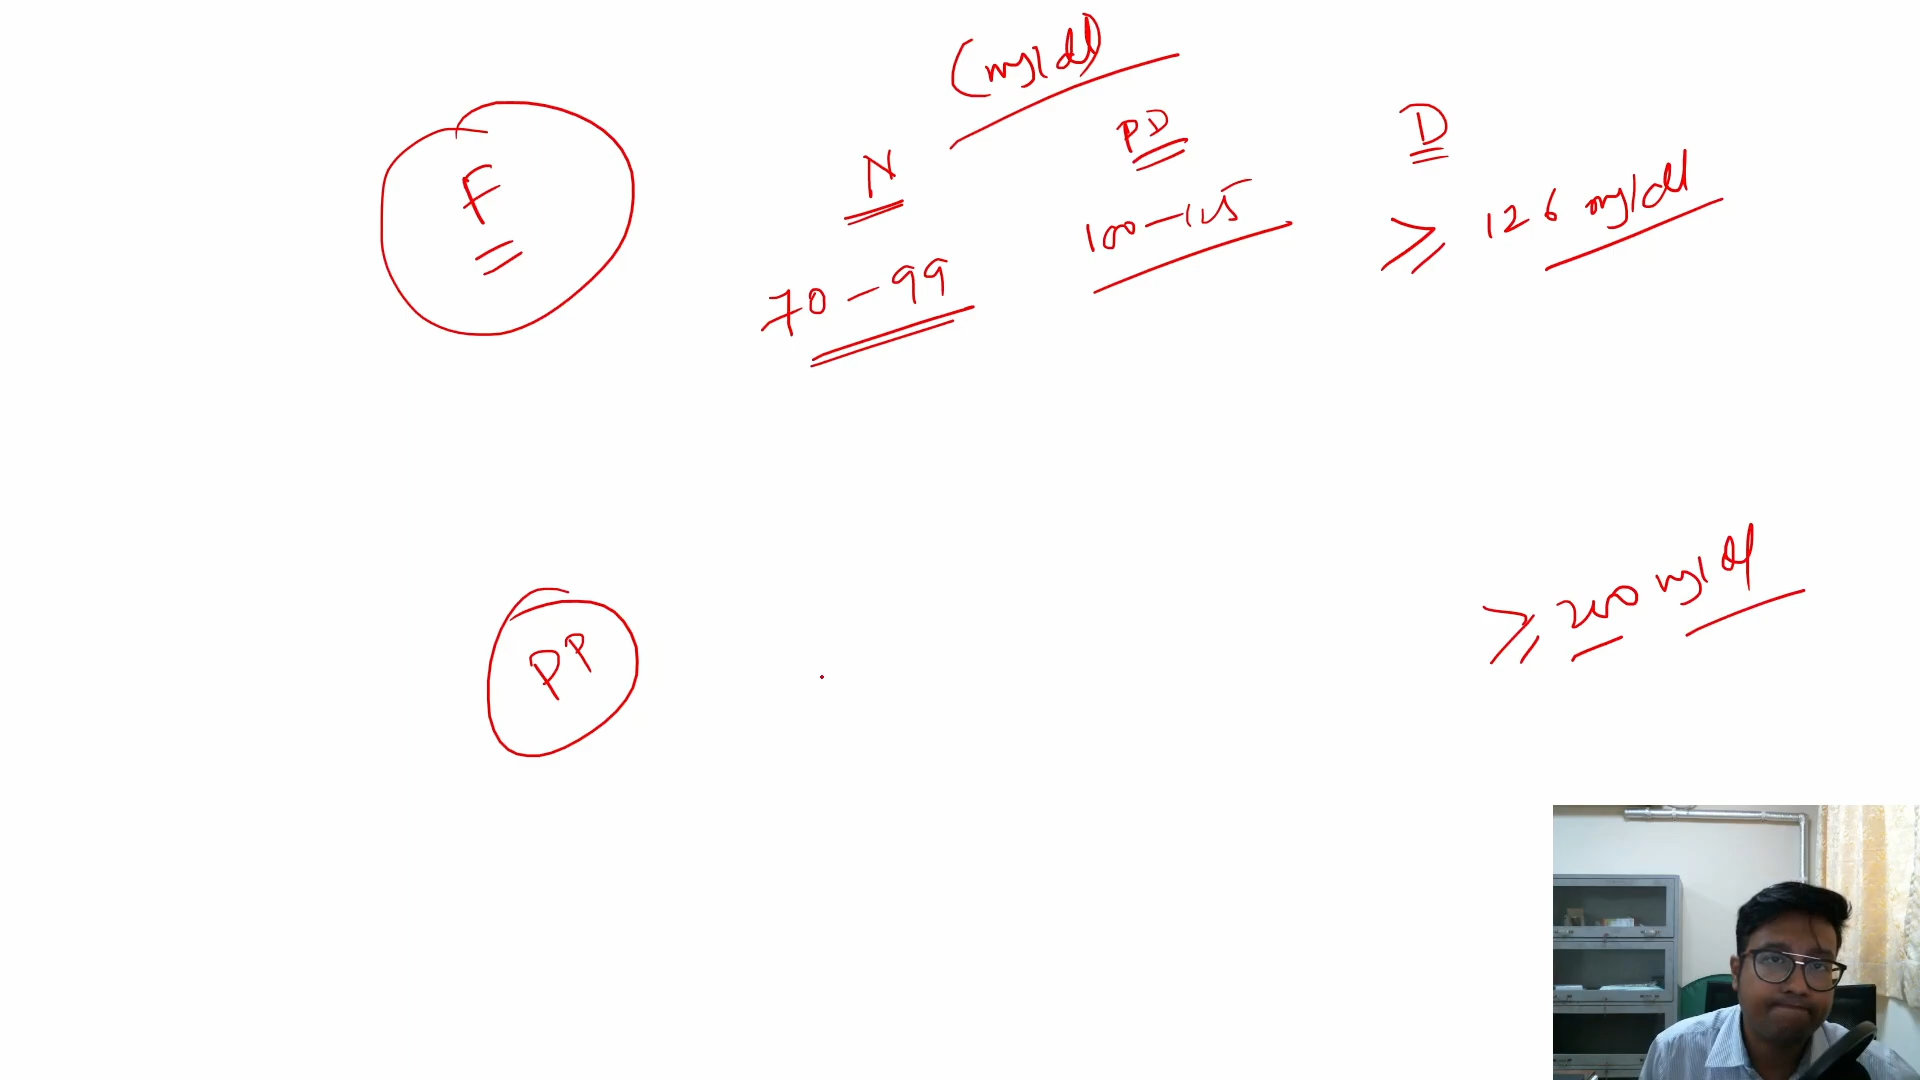 (mg/dl)
N PD D
F 70-99 100-125 ≥ 126 mg/dl
PP ≥ 200 mg/dl